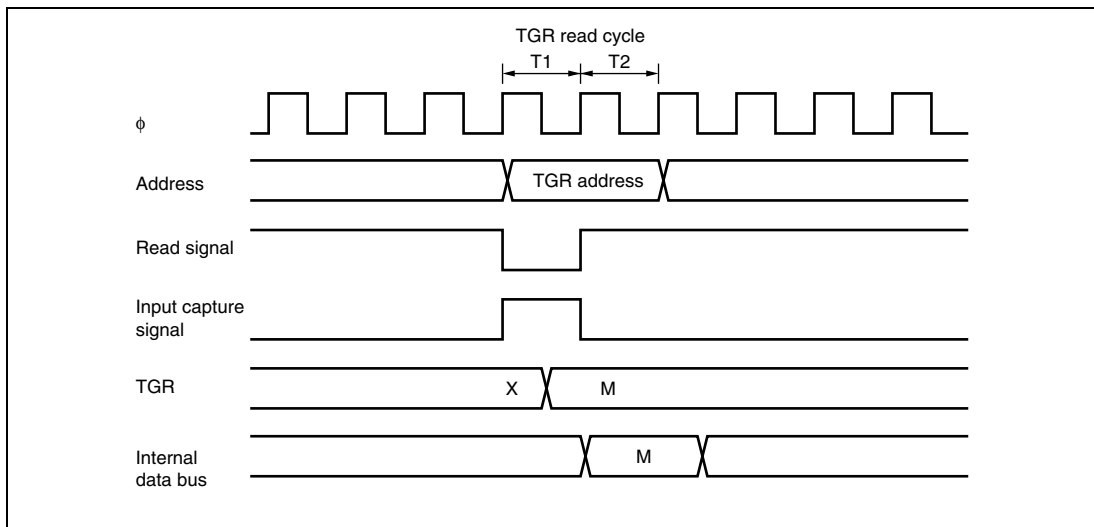 TGR read cycle
T1 T2
ϕ
Address
TGR address
Read signal
Input capture
signal
TGR
X M
Internal
data bus
M